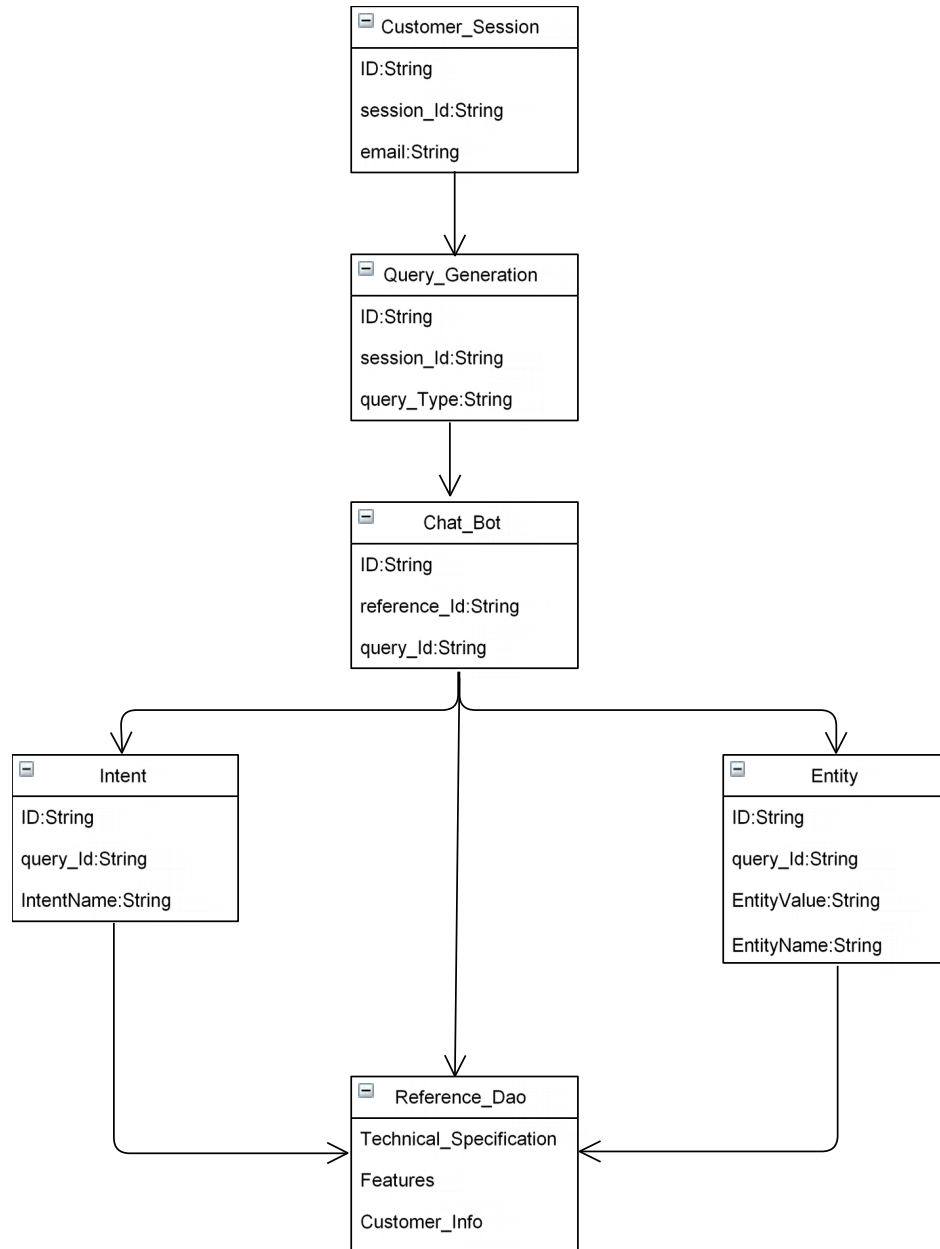 Customer_Session
ID:String
session_Id:String
email:String
Query_Generation
ID:String
session_Id:String
query_Type:String
Chat_Bot
ID:String
reference_Id:String
query_Id:String
Intent
ID:String
query_Id:String
IntentName:String
Entity
ID:String
query_Id:String
EntityValue:String
EntityName:String
Reference_Dao
Technical_Specification
Features
Customer_Info